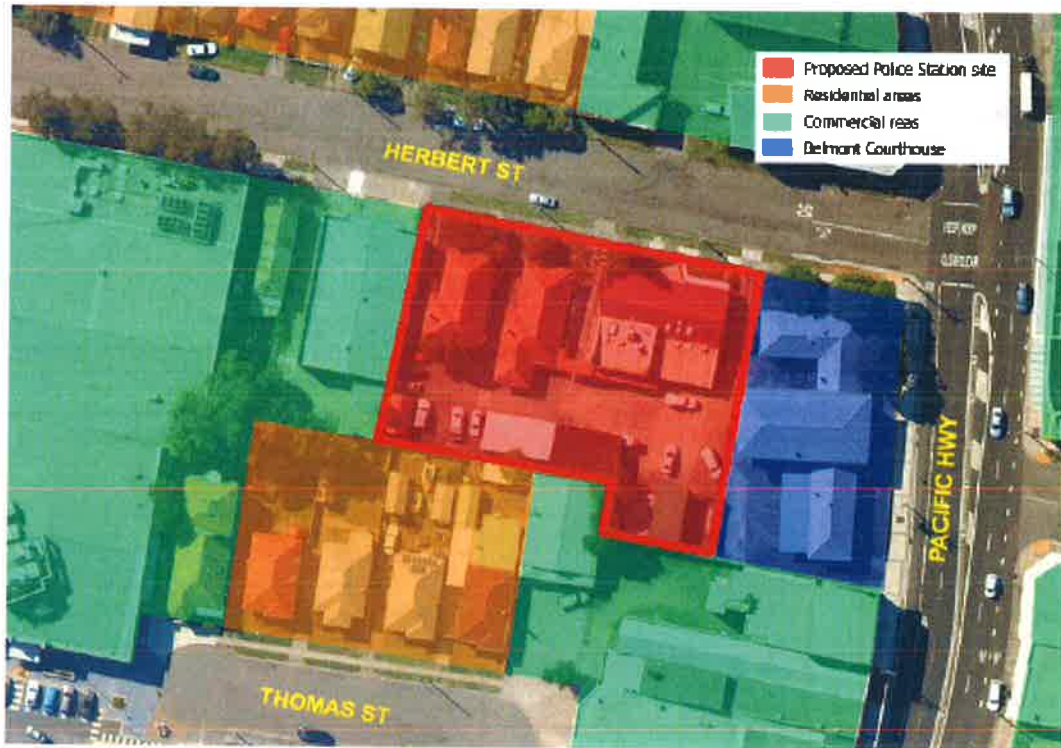 Proposed Police Station site
Residential areas
Commercial reas
Belmont Courthouse
HERBERT ST
PACIFIC HWY
THOMAS ST